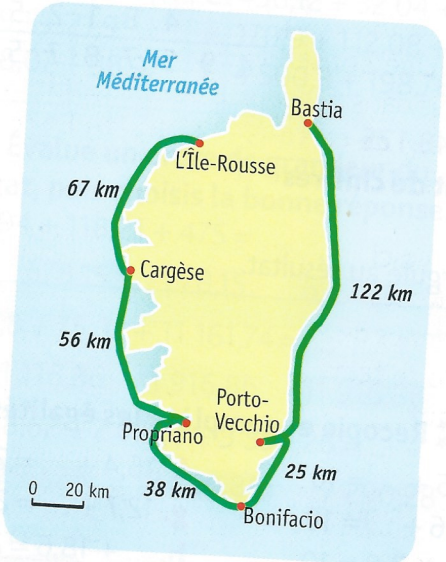 Mer
Méditerranée
Bastia
L'Île-Rousse
67 km
Cargèse
122 km
56 km
Porto-
Vecchio
Propriano
25 km
38 km
0 20 km
Bonifacio